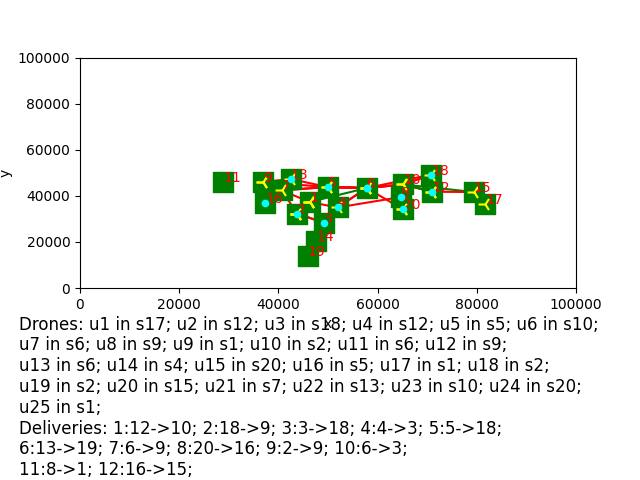 100000
80000
60000
40000
20000
0
y
0 20000 40000 60000 80000 100000
x
Drones: u1 in s17; u2 in s12; u3 in s18; u4 in s12; u5 in s5; u6 in s10;
u7 in s6; u8 in s9; u9 in s1; u10 in s2; u11 in s6; u12 in s9;
u13 in s6; u14 in s4; u15 in s20; u16 in s5; u17 in s1; u18 in s2;
u19 in s2; u20 in s15; u21 in s7; u22 in s13; u23 in s10; u24 in s20;
u25 in s1;
Deliveries: 1:12->10; 2:18->9; 3:3->18; 4:4->3; 5:5->18;
6:13->19; 7:6->9; 8:20->16; 9:2->9; 10:6->3;
11:8->1; 12:16->15;